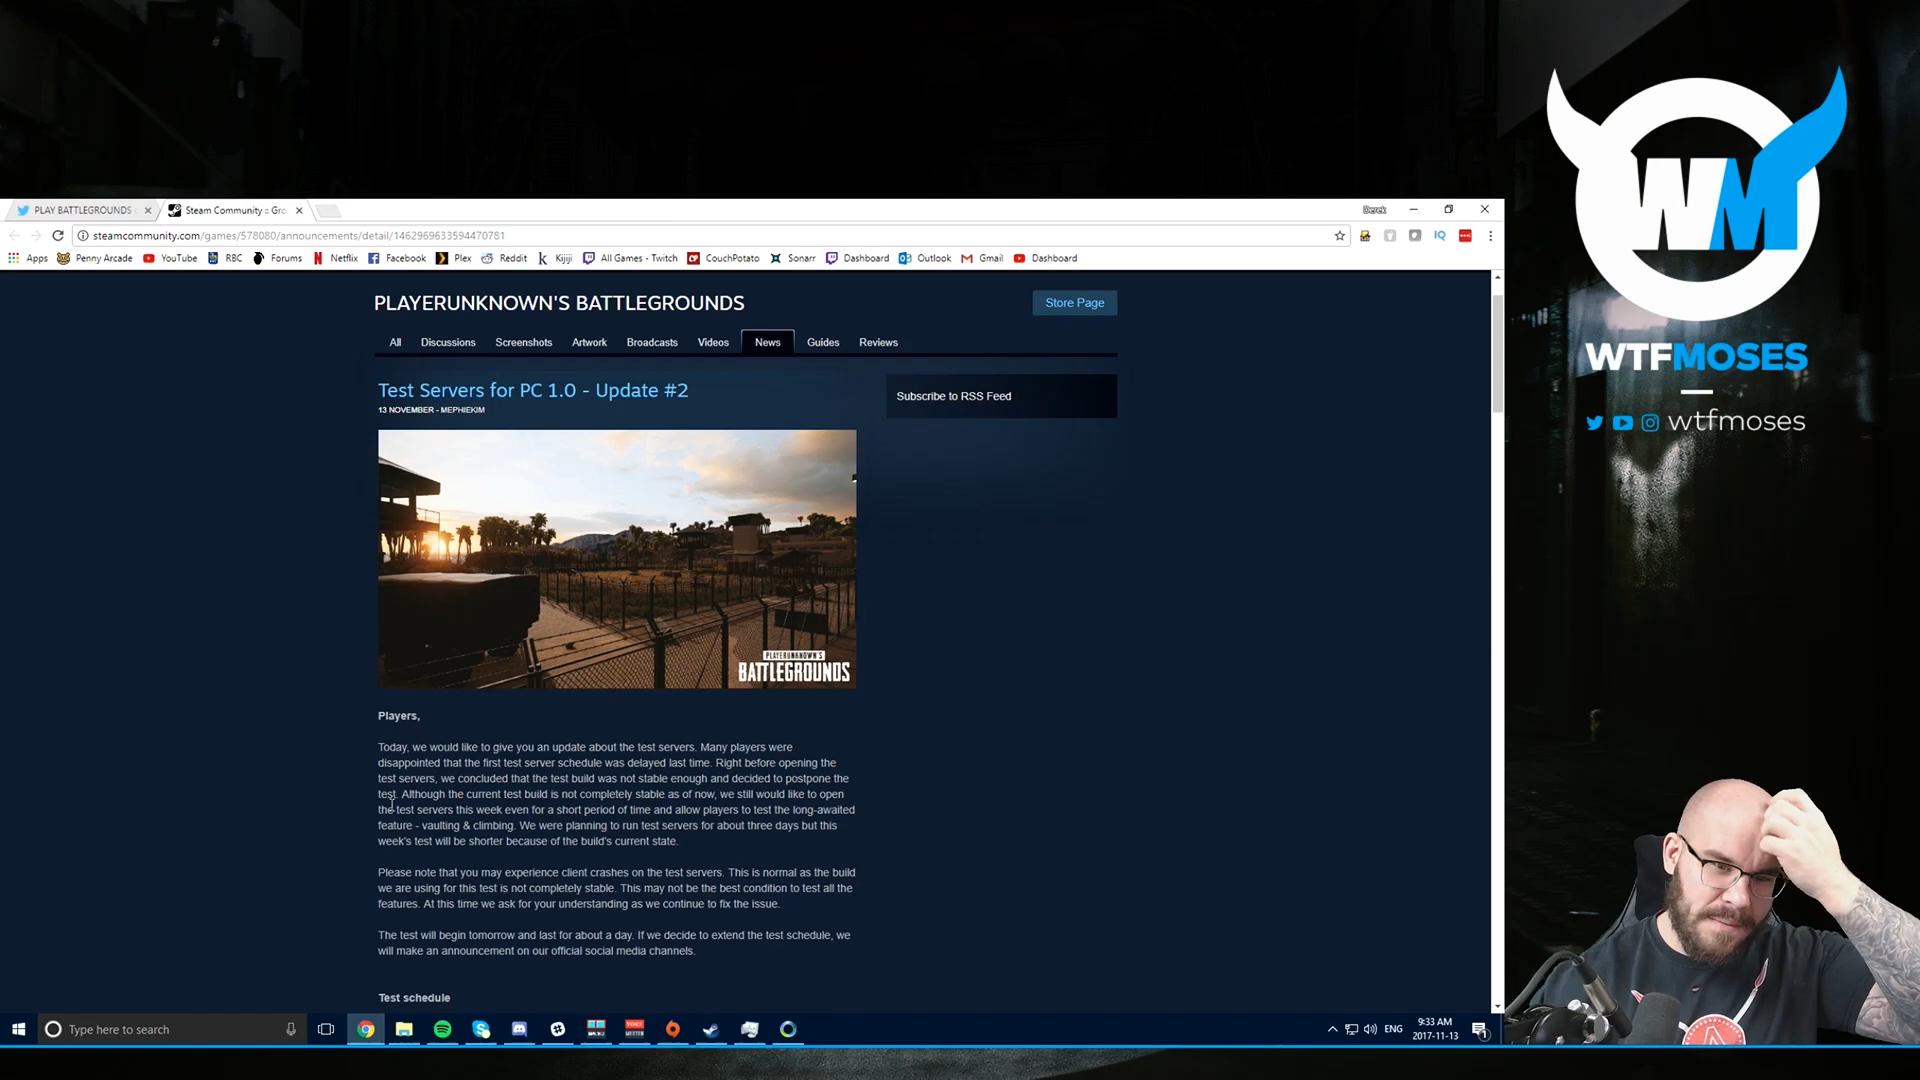 PLAY BATTLEGROUNDS
Steam Community :: Gro
Derek
steamcommunity.com/games/578080/announcements/detail/1462969633594470781
IQ
Apps Penny Arcade YouTube RBC Forums Netflix Facebook Plex Reddit Kijiji All Games - Twitch CouchPotato Sonarr Dashboard Outlook Gmail Dashboard
PLAYERUNKNOWN'S BATTLEGROUNDS
Store Page
All Discussions Screenshots Artwork Broadcasts Videos News Guides Reviews
Test Servers for PC 1.0 - Update #2
13 NOVEMBER - MEPHIEKIM
Subscribe to RSS Feed
PLAYERUNKNOWN'S
BATTLEGROUNDS
Players,
Today, we would like to give you an update about the test servers. Many players were
disappointed that the first test server schedule was delayed last time. Right before opening the
test servers, we concluded that the test build was not stable enough and decided to postpone the
test. Although the current test build is not completely stable as of now, we still would like to open
the test servers this week even for a short period of time and allow players to test the long-awaited
feature - vaulting & climbing. We were planning to run test servers for about three days but this
week's test will be shorter because of the build's current state.
Please note that you may experience client crashes on the test servers. This is normal as the build
we are using for this test is not completely stable. This may not be the best condition to test all the
features. At this time we ask for your understanding as we continue to fix the issue.
The test will begin tomorrow and last for about a day. If we decide to extend the test schedule, we
will make an announcement on our official social media channels.
Test schedule
Type here to search
ENG
9:33 AM
2017-11-13
WM
WTFMOSES
wtfmoses